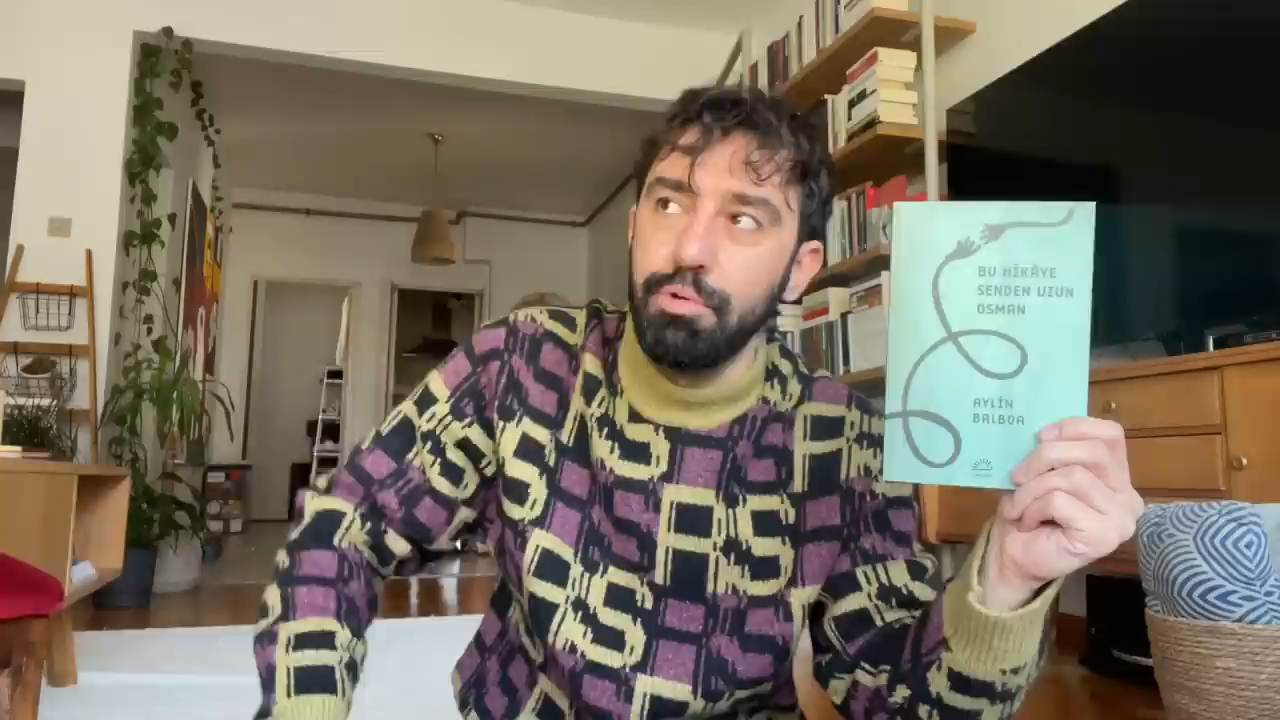 BU HİKÂYE
SENDEN UZUN
OSMAN
AYLİN
BALBOA